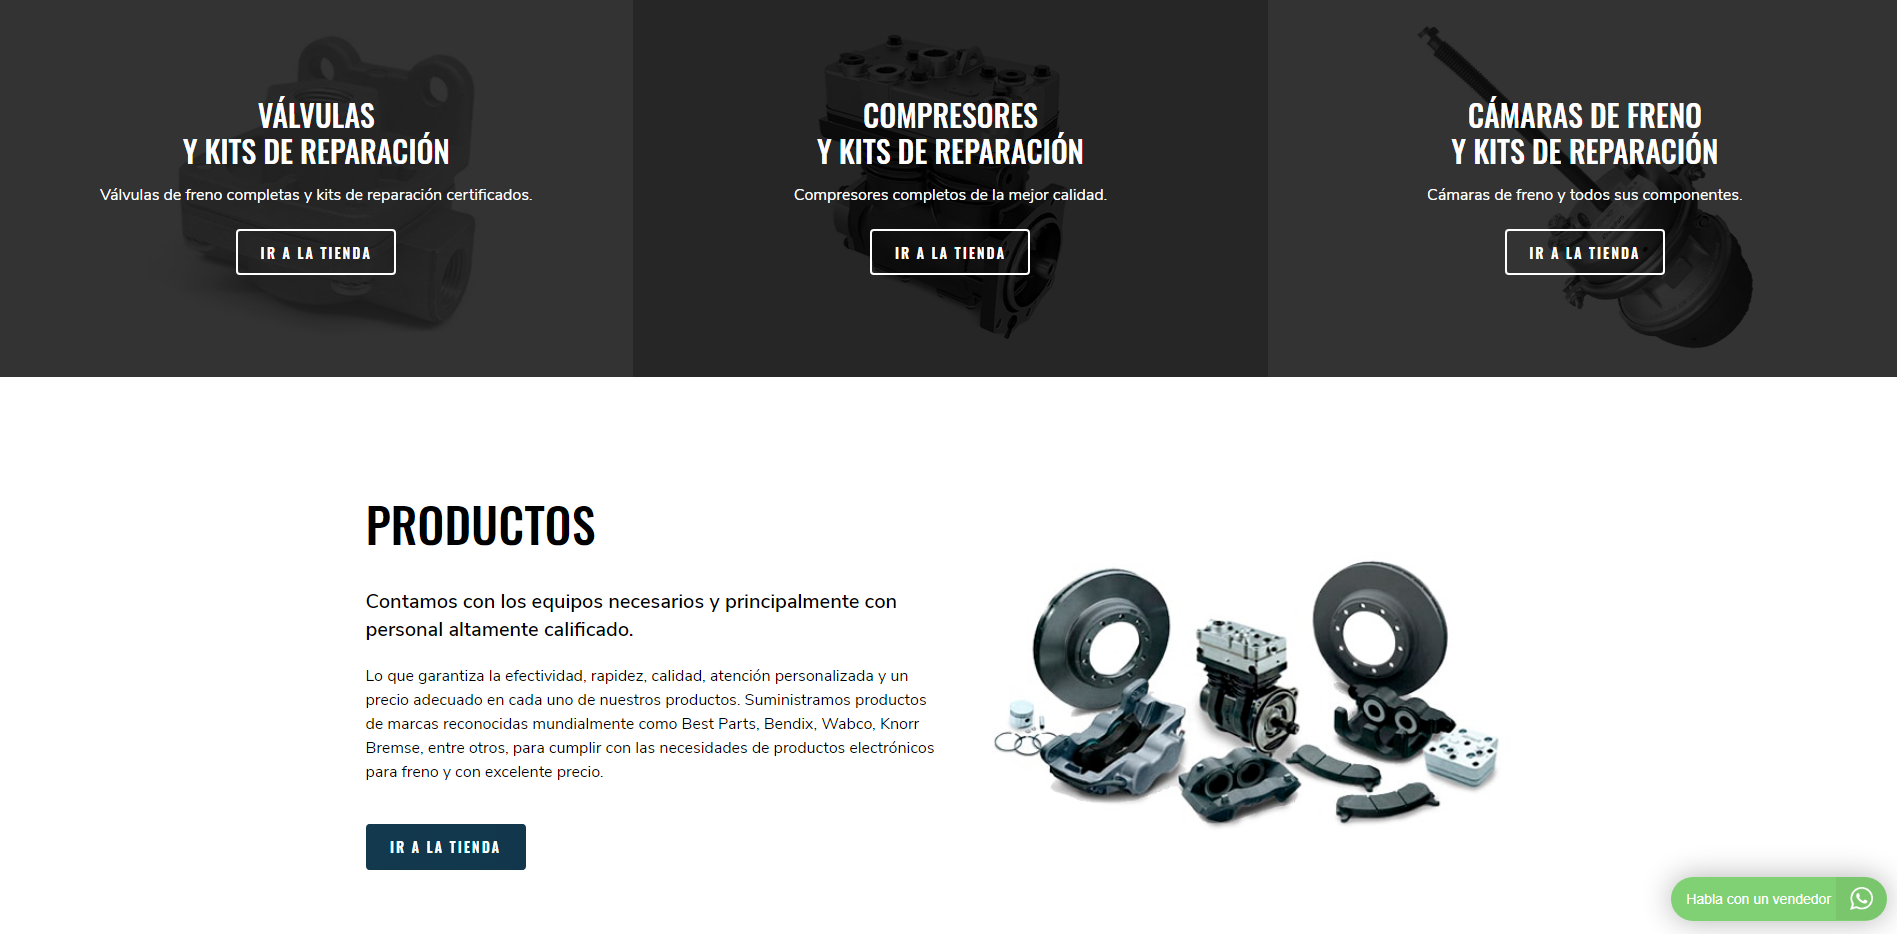 VÁLVULAS
Y KITS DE REPARACIÓN
Válvulas de freno completas y kits de reparación certificados.
IR A LA TIENDA
COMPRESORES
Y KITS DE REPARACIÓN
Compresores completos de la mejor calidad.
IR A LA TIENDA
CÁMARAS DE FRENO
Y KITS DE REPARACIÓN
Cámaras de freno y todos sus componentes.
IR A LA TIENDA
PRODUCTOS
Contamos con los equipos necesarios y principalmente con
personal altamente calificado.
Lo que garantiza la efectividad, rapidez, calidad, atención personalizada y un
precio adecuado en cada uno de nuestros productos. Suministramos productos
de marcas reconocidas mundialmente como Best Parts, Bendix, Wabco, Knorr
Bremse, entre otros, para cumplir con las necesidades de productos electrónicos
para freno y con excelente precio.
IR A LA TIENDA
Habla con un vendedor